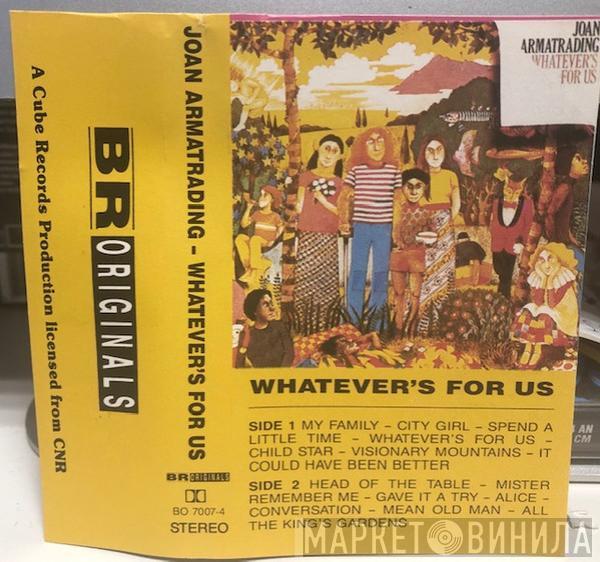 A Cube Records Production licensed from CNR
BR ORIGINALS
JOAN ARMATRADING – WHATEVER'S FOR US
BR ORIGINALS
BO 7007-4
STEREO
JOAN
ARMATRADING
WHATEVER'S
FOR US
WHATEVER'S FOR US
SIDE 1 MY FAMILY – CITY GIRL – SPEND A
LITTLE TIME – WHATEVER'S FOR US –
CHILD STAR – VISIONARY MOUNTAINS – IT
COULD HAVE BEEN BETTER
SIDE 2 HEAD OF THE TABLE – MISTER
REMEMBER ME – GAVE IT A TRY – ALICE –
CONVERSATION – MEAN OLD MAN – ALL
THE KING'S GARDENS
AN
CM
МАРКЕТ ВИНИЛА